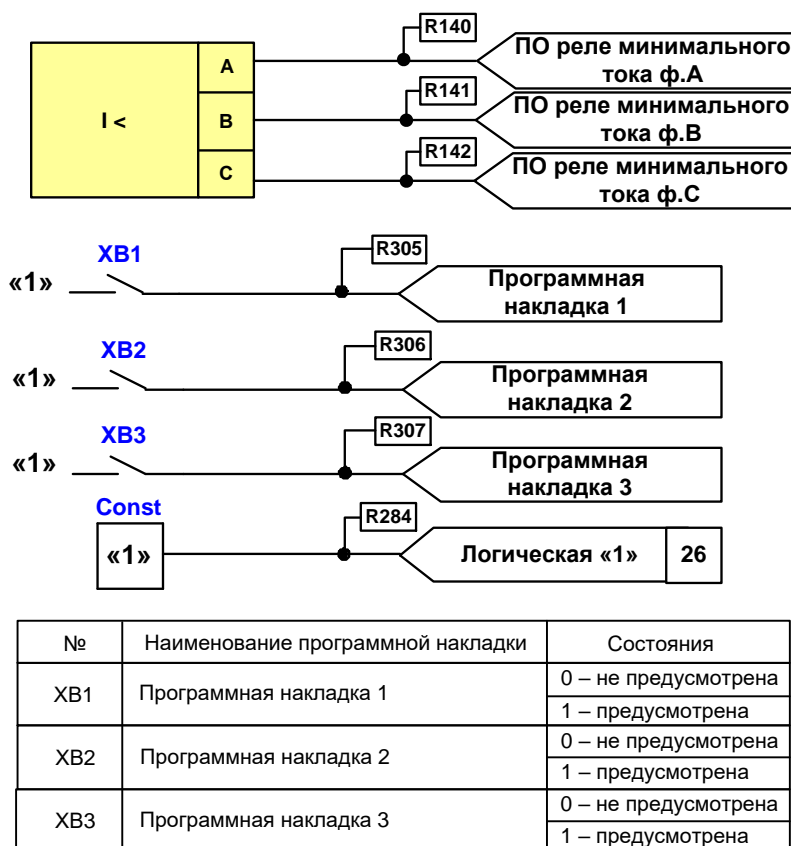 R140
ПО реле минимального
тока ф.А
A
I <
R141
B
ПО реле минимального
тока ф.В
R142
C
ПО реле минимального
тока ф.С
XB1
R305
«1»
Программная
накладка 1
XB2
R306
«1»
Программная
накладка 2
XB3
R307
«1»
Программная
накладка 3
Const
R284
«1»
Логическая «1» 26
№ Наименование программной накладки Состояния
XB1 Программная накладка 1
0 – не предусмотрена
1 – предусмотрена
XB2 Программная накладка 2
0 – не предусмотрена
1 – предусмотрена
XB3 Программная накладка 3
0 – не предусмотрена
1 – предусмотрена